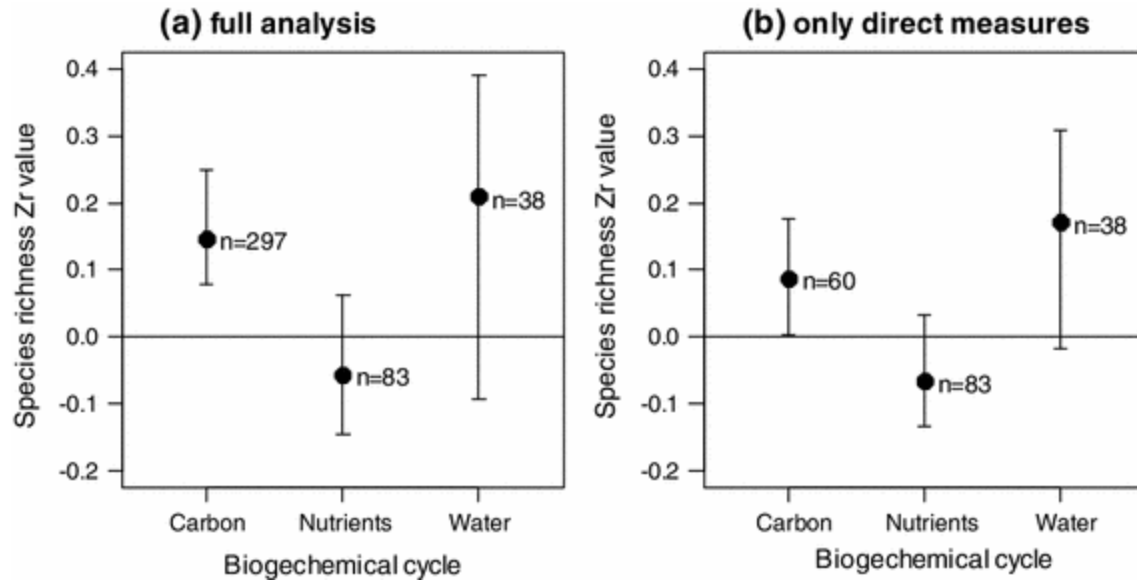 (a) full analysis
Species richness Zr value
0.4
0.3
0.2
0.1
0.0
-0.1
-0.2
n=297
n=83
n=38
Carbon Nutrients Water
Biogechemical cycle
(b) only direct measures
Species richness Zr value
0.4
0.3
0.2
0.1
0.0
-0.1
-0.2
n=60
n=83
n=38
Carbon Nutrients Water
Biogechemical cycle